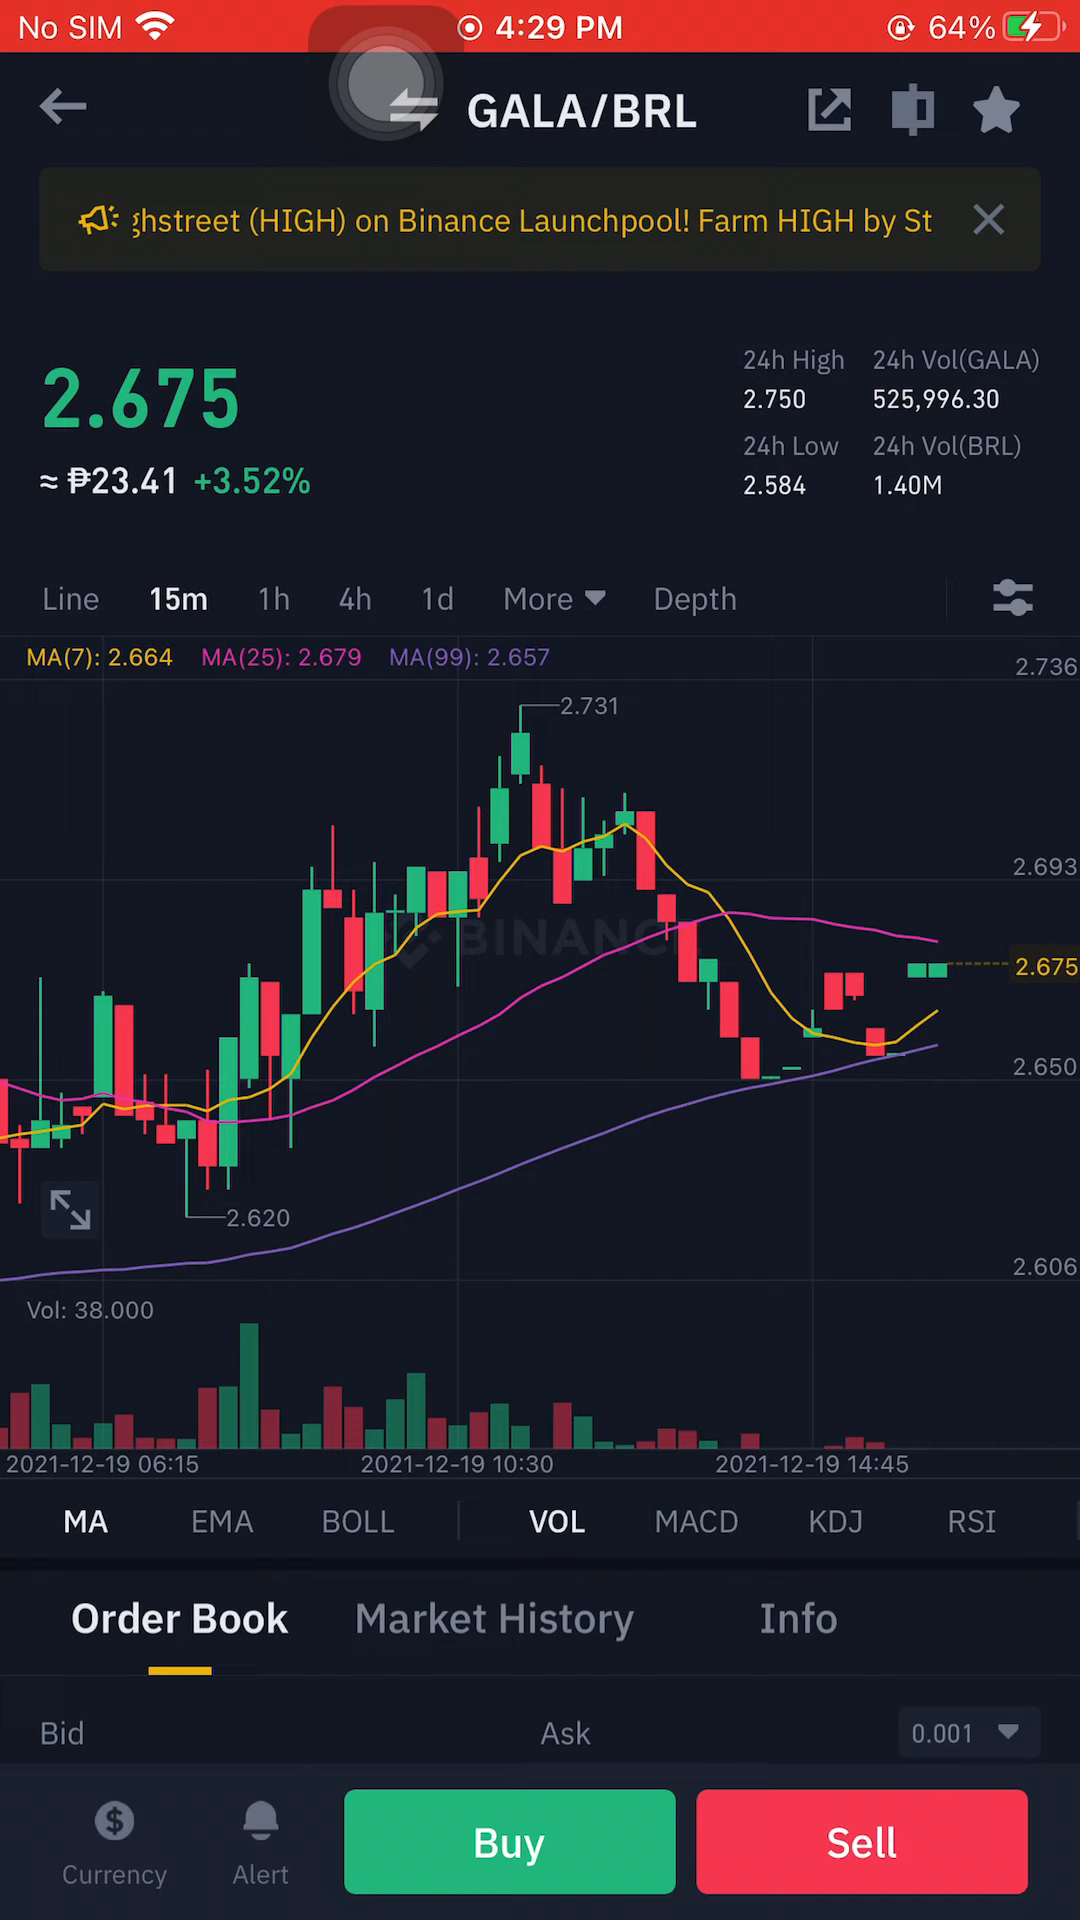 No SIM 4:29 PM 64%
GALA/BRL
ghstreet (HIGH) on Binance Launchpool! Farm HIGH by St
2.675
≈ ₱23.41 +3.52%
24h High 24h Vol(GALA)
2.750 525,996.30
24h Low 24h Vol(BRL)
2.584 1.40M
Line 15m 1h 4h 1d More Depth
MA(7): 2.664 MA(25): 2.679 MA(99): 2.657
2.736
2.731
2.693
BINANCE
2.675
2.650
2.620
2.606
Vol: 38.000
2021-12-19 06:15 2021-12-19 10:30 2021-12-19 14:45
MA EMA BOLL VOL MACD KDJ RSI
Order Book Market History Info
Bid Ask 0.001
Currency Alert Buy Sell